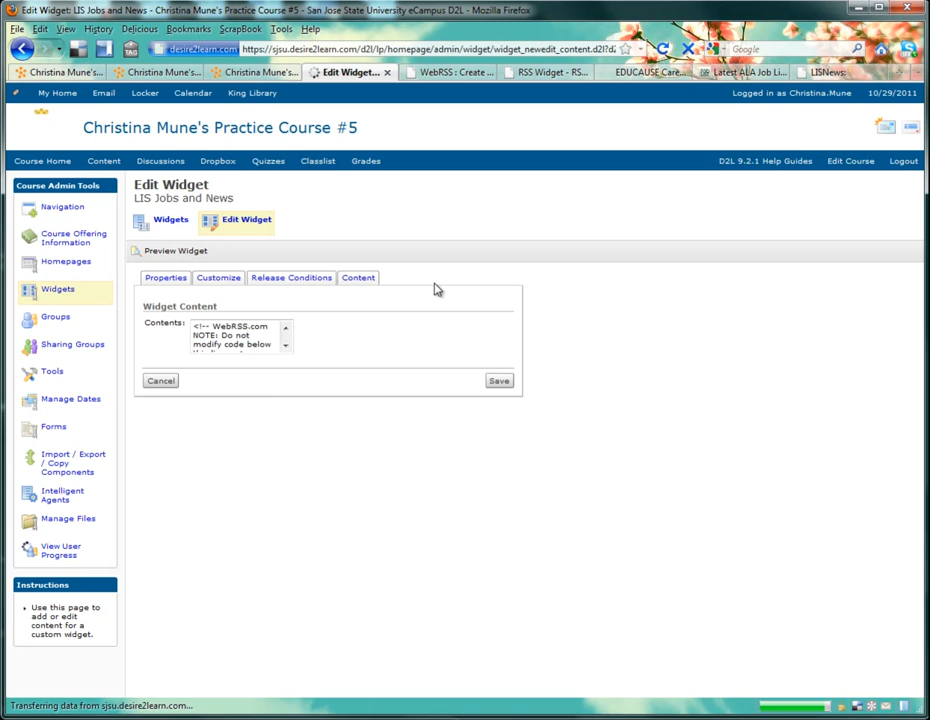 Edit Widget: LIS Jobs and News - Christina Mune's Practice Course #5 - San Jose State University eCampus D2L - Mozilla Firefox
File Edit View History Delicious Bookmarks ScrapBook Tools Help
TAG desire2learn.com https://sjsu.desire2learn.com/d2l/lp/homepage/admin/widget/widget_newedit_content.d2l? Google
Christina Mune's... Christina Mune's... Christina Mune's... Edit Widget... WebRSS : Create ... RSS Widget - RS... EDUCAUSE Care... Latest ALA Job Li... LISNews:
My Home Email Locker Calendar King Library Logged in as Christina.Mune 10/29/2011
Christina Mune's Practice Course #5
Course Home Content Discussions Dropbox Quizzes Classlist Grades D2L 9.2.1 Help Guides Edit Course Logout
Course Admin Tools
Navigation
Course Offering
Information
Homepages
Widgets
Groups
Sharing Groups
Tools
Manage Dates
Forms
Import / Export
/ Copy
Components
Intelligent
Agents
Manage Files
View User
Progress
Instructions
Use this page to
add or edit
content for a
custom widget.
Edit Widget
LIS Jobs and News
Widgets Edit Widget
Preview Widget
Properties Customize Release Conditions Content
Widget Content
Contents: <!-- WebRSS.com
NOTE: Do not
modify code below
Cancel Save
Transferring data from sjsu.desire2learn.com...